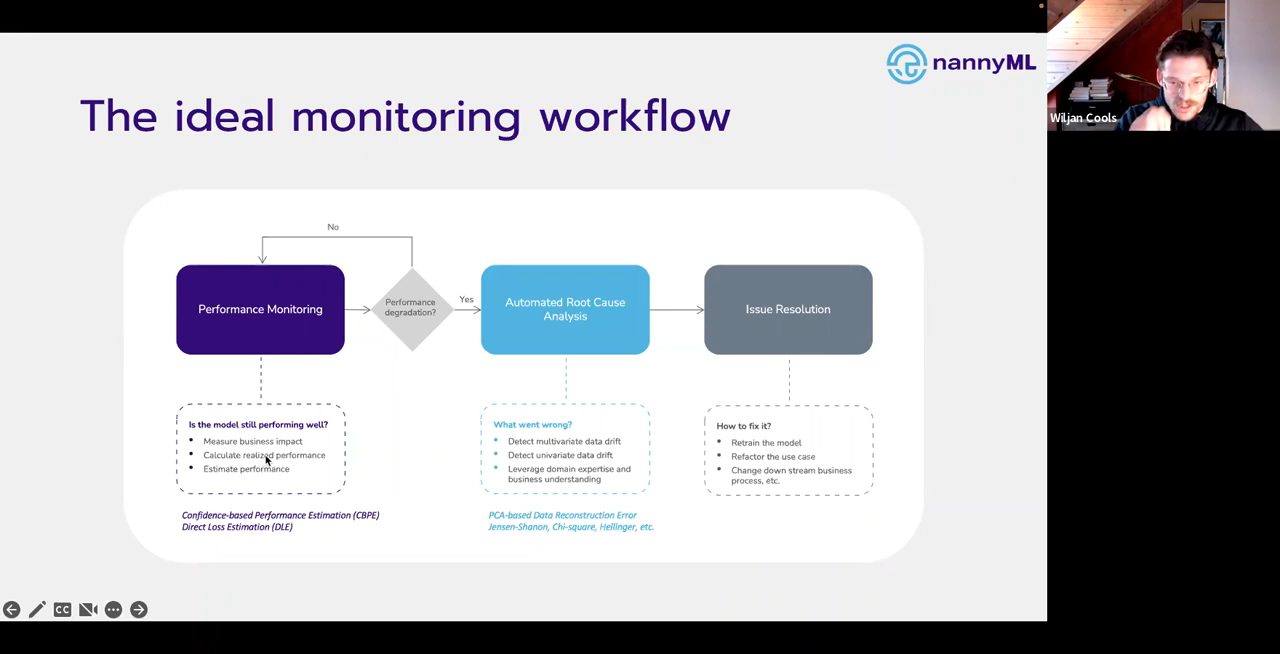 nannyML
The ideal monitoring workflow
Wiljan Cools
No
Performance Monitoring
Performance
degradation?
Yes
Automated Root Cause
Analysis
Issue Resolution
Is the model still performing well?
• Measure business impact
• Calculate realized performance
• Estimate performance
Confidence-based Performance Estimation (CBPE)
Direct Loss Estimation (DLE)
What went wrong?
• Detect multivariate data drift
• Detect univariate data drift
• Leverage domain expertise and
business understanding
PCA-based Data Reconstruction Error
Jensen-Shanon, Chi-square, Hellinger, etc.
How to fix it?
• Retrain the model
• Refactor the use case
• Change down stream business
process, etc.
CC